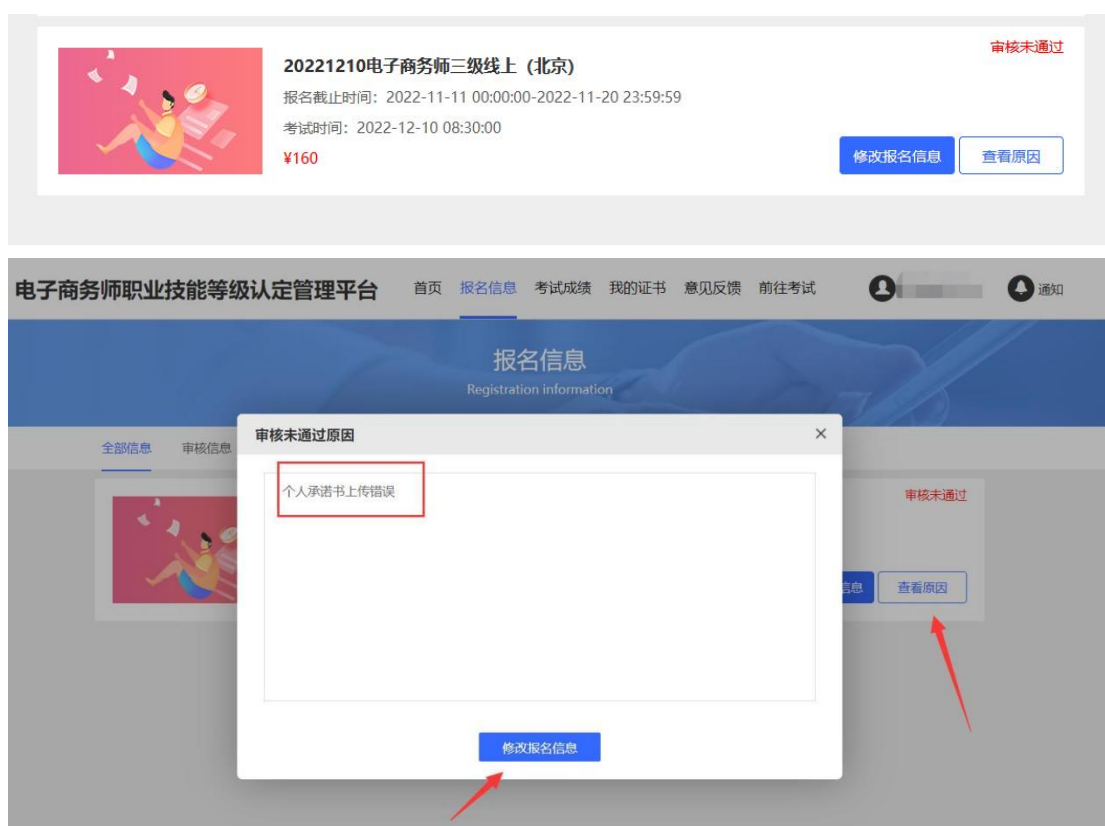 审核未通过
20221210电子商务师三级线上（北京）
报名截止时间：2022-11-11 00:00:00-2022-11-20 23:59:59
考试时间：2022-12-10 08:30:00
¥160
修改报名信息 查看原因
电子商务师职业技能等级认定管理平台 首页 报名信息 考试成绩 我的证书 意见反馈 前往考试 通知
报名信息
Registration information
全部信息 审核信息
审核未通过原因 ×
个人承诺书上传错误
审核未通过
信息 查看原因
修改报名信息